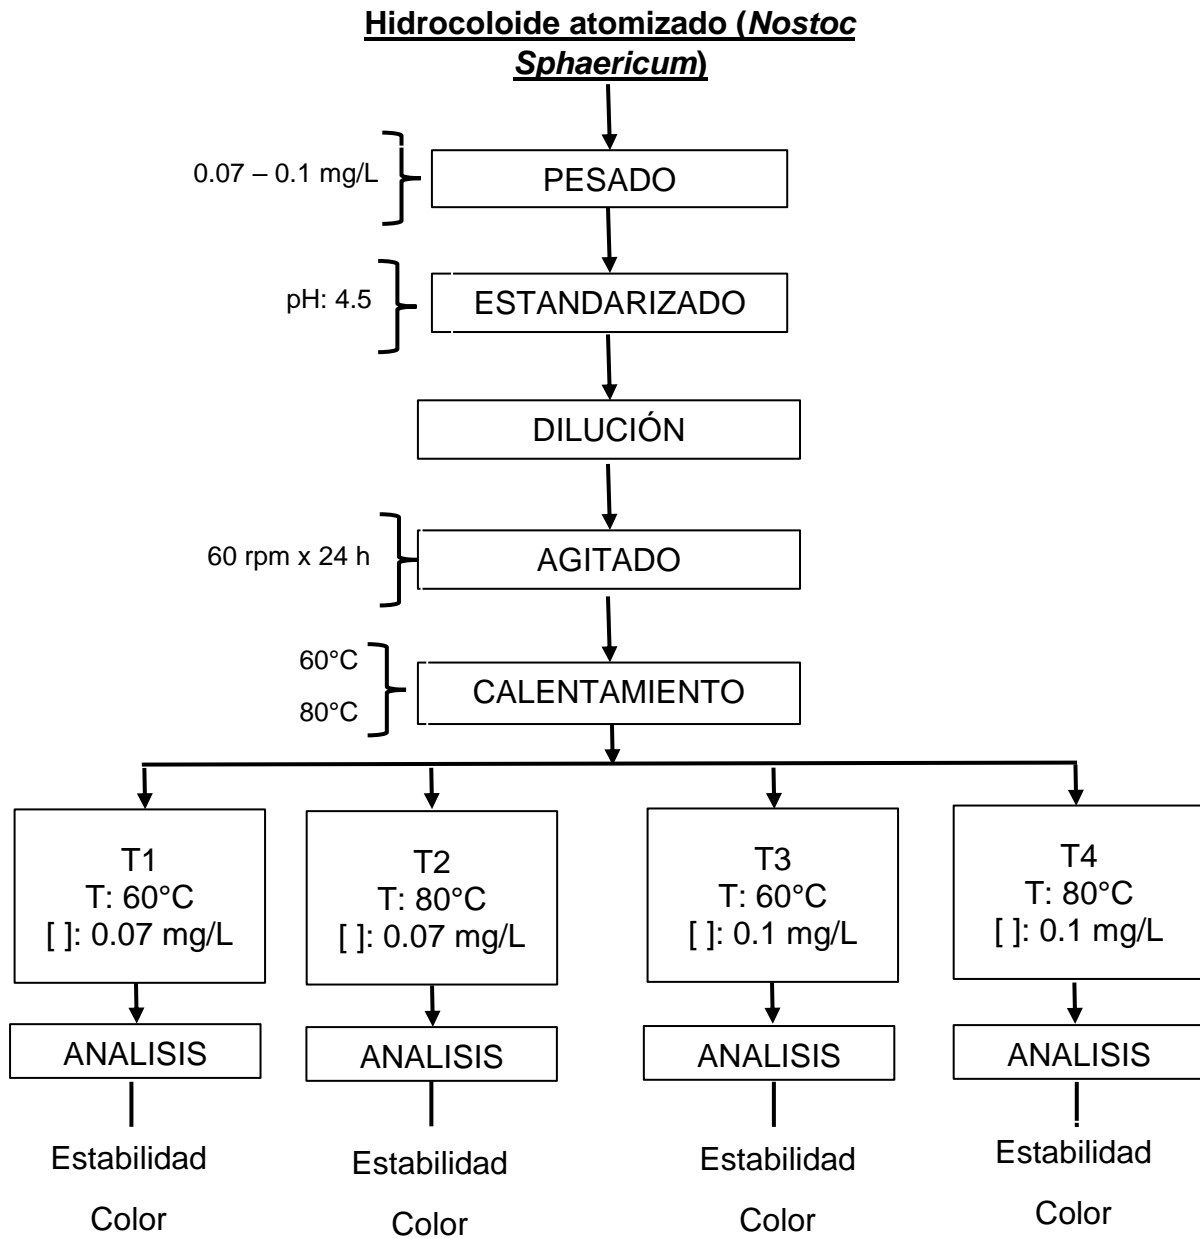 Hidrocoloide atomizado (Nostoc
Sphaericum)
0.07 – 0.1 mg/L
PESADO
pH: 4.5
ESTANDARIZADO
DILUCIÓN
60 rpm x 24 h
AGITADO
60°C
80°C
CALENTAMIENTO
T1
T: 60°C
[ ]: 0.07 mg/L
T2
T: 80°C
[ ]: 0.07 mg/L
T3
T: 60°C
[ ]: 0.1 mg/L
T4
T: 80°C
[ ]: 0.1 mg/L
ANALISIS
ANALISIS
ANALISIS
ANALISIS
Estabilidad
Color
Estabilidad
Color
Estabilidad
Color
Estabilidad
Color